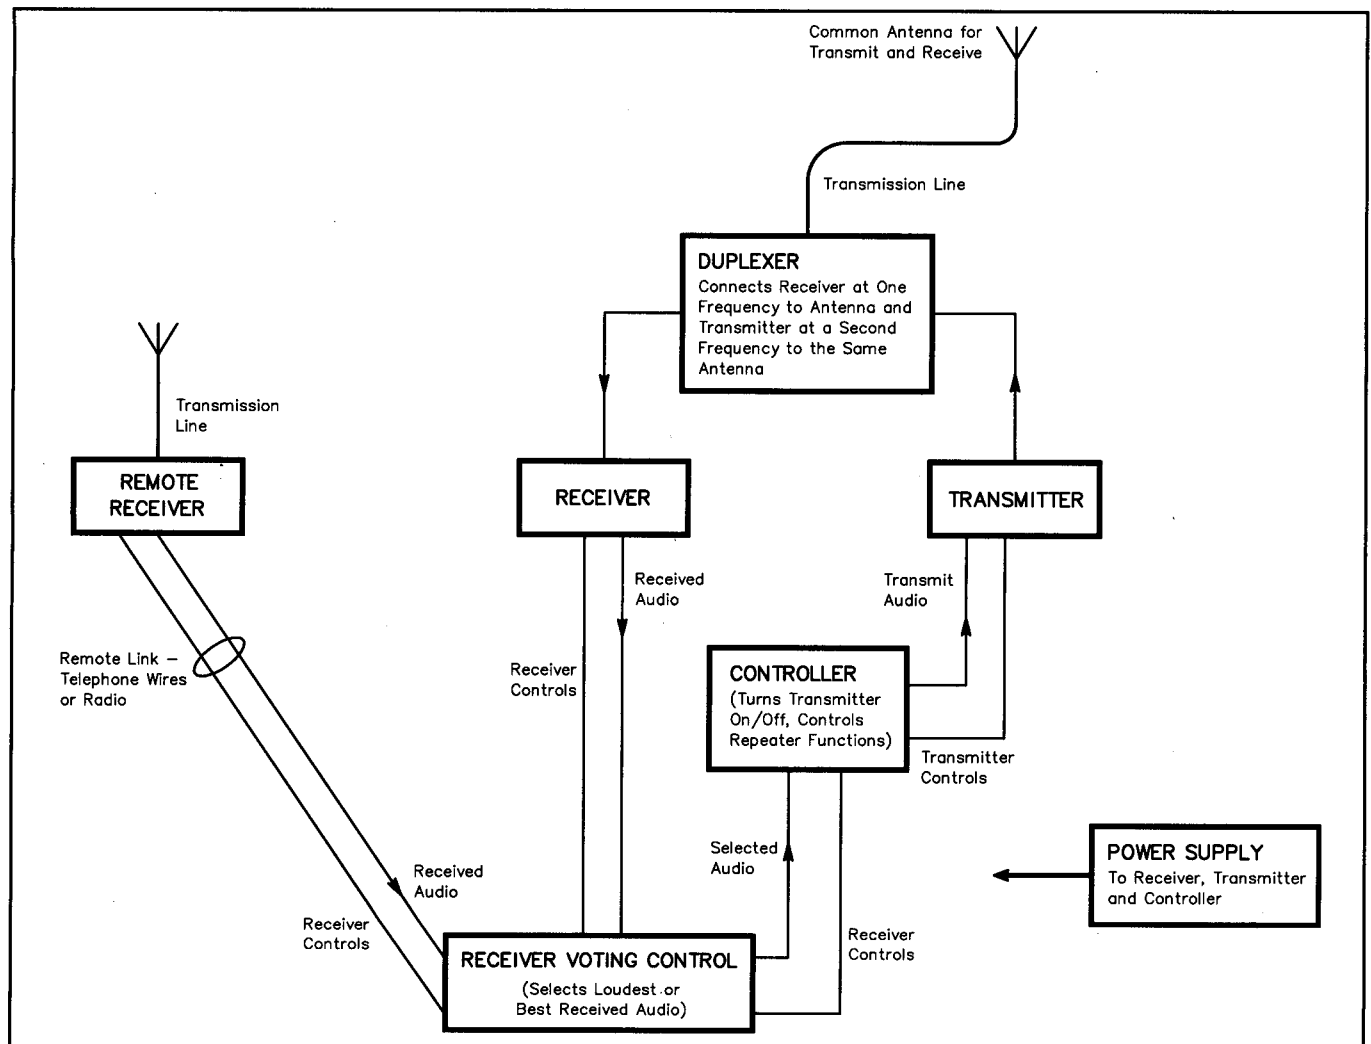 Common Antenna for
Transmit and Receive
Transmission Line
DUPLEXER
Connects Receiver at One
Frequency to Antenna and
Transmitter at a Second
Frequency to the Same
Antenna
Transmission
Line
REMOTE
RECEIVER
RECEIVER
TRANSMITTER
Received
Audio
Transmit
Audio
Remote Link –
Telephone Wires
or Radio
Receiver
Controls
CONTROLLER
(Turns Transmitter
On/Off, Controls
Repeater Functions)
Transmitter
Controls
Selected
Audio
POWER SUPPLY
To Receiver, Transmitter
and Controller
Received
Audio
Receiver
Controls
Receiver
Controls
RECEIVER VOTING CONTROL
(Selects Loudest or
Best Received Audio)